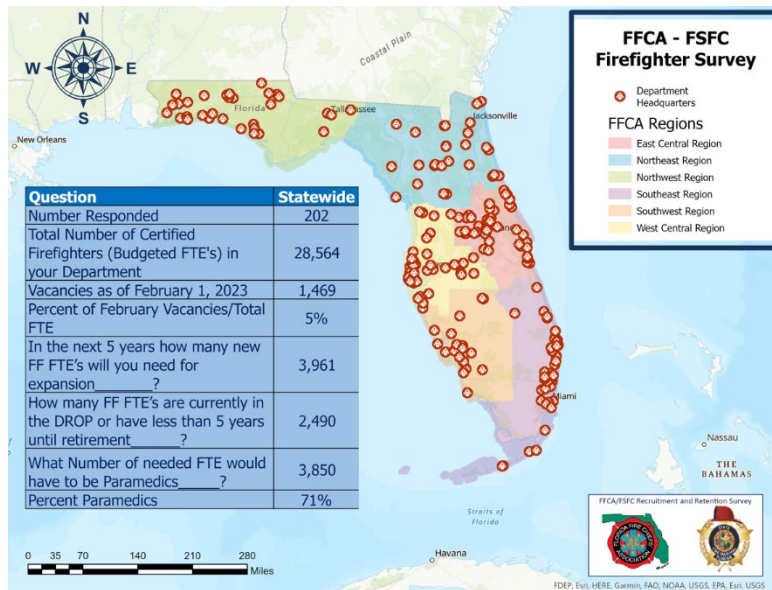 FFCA - FSFC
Firefighter Survey
Department
Headquarters
FFCA Regions
East Central Region
Northeast Region
Northwest Region
Southeast Region
Southwest Region
West Central Region
N
W
E
S
Coastal Plain
Florida
Jacksonville
New Orleans
Question Statewide
Number Responded 202
Total Number of Certified
Firefighters (Budgeted FTE's) in 28,564
your Department
Vacancies as of February 1, 2023 1,469
Percent of February Vacancies/Total 5%
FTE
In the next 5 years how many new
FF FTE's will you need for 3,961
expansion_______?
How many FF FTE's are currently in
the DROP or have less than 5 years 2,490
until retirement______?
What Number of needed FTE would 3,850
have to be Paramedics_____?
Percent Paramedics 71%
Miami
Nassau
THE
BAHAMAS
Straits of
Florida
Havana
0 35 70 140 210 280
Miles
FFCA/FSFC Recruitment and Retention Survey
FLORIDA FIRE CHIEFS
ASSOCIATION
FDEP, Esri, HERE, Garmin, FAO, NOAA, USGS, EPA, Esri, USGS